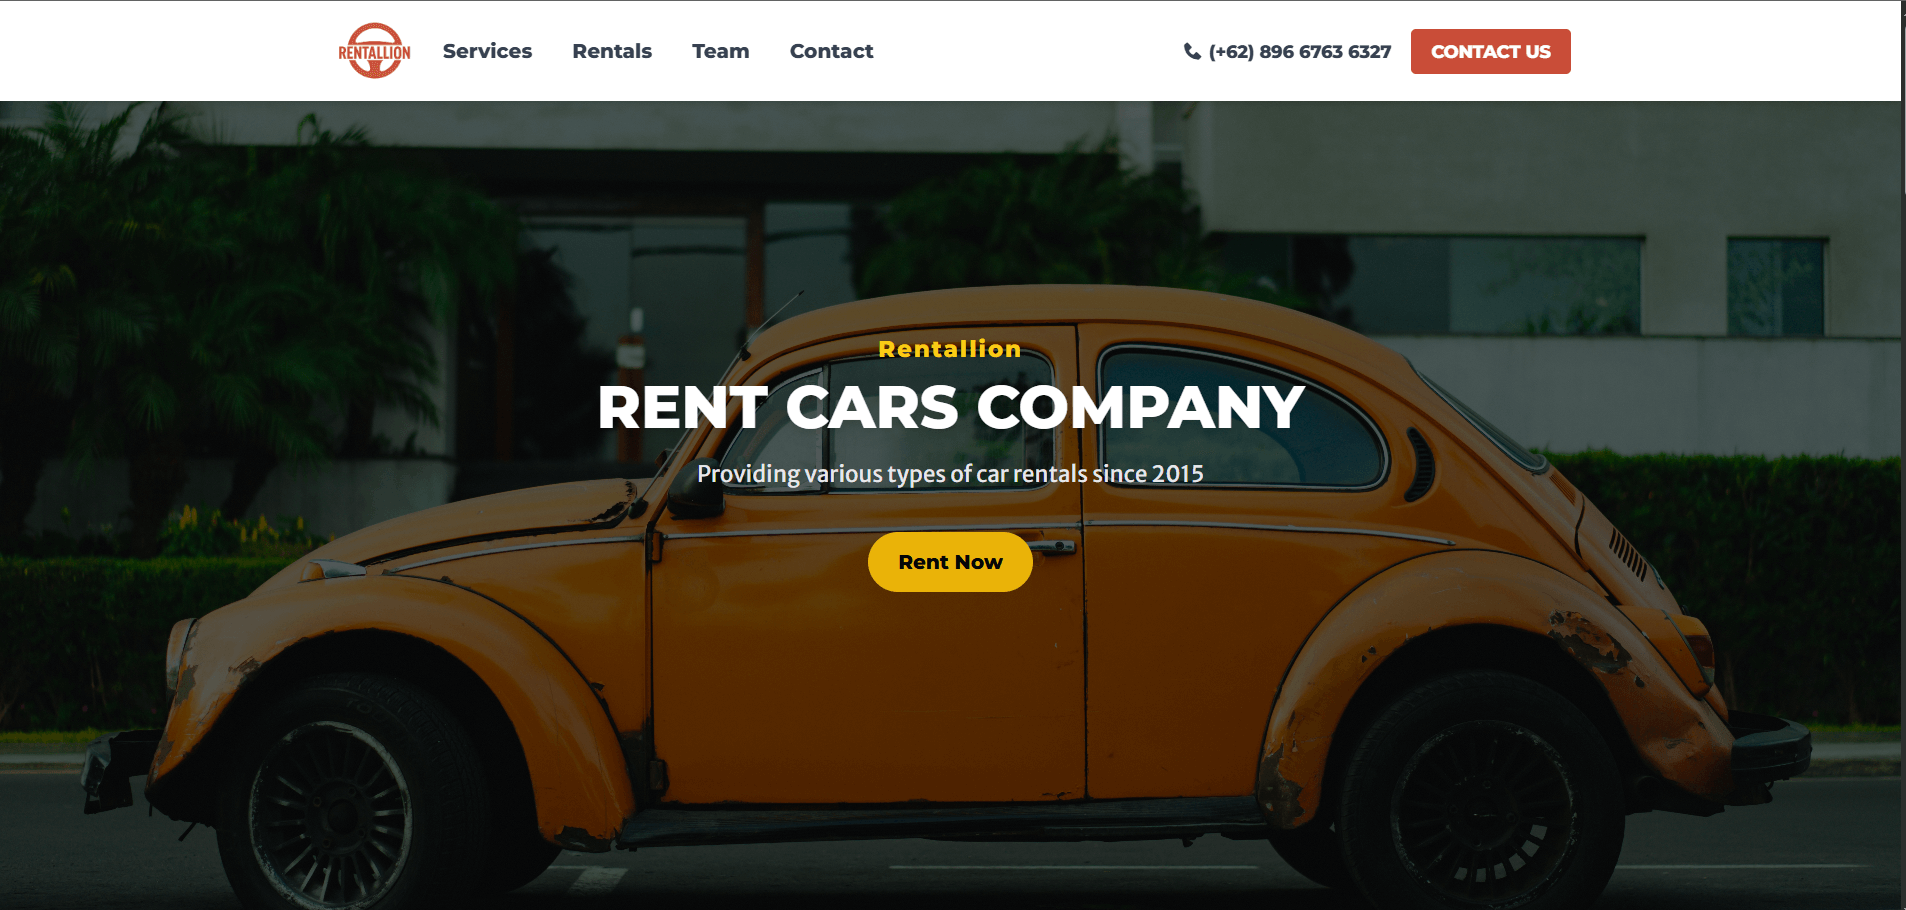 RENTALLION
Services
Rentals
Team
Contact
(+62) 896 6763 6327
CONTACT US
Rentallion
RENT CARS COMPANY
Providing various types of car rentals since 2015
Rent Now